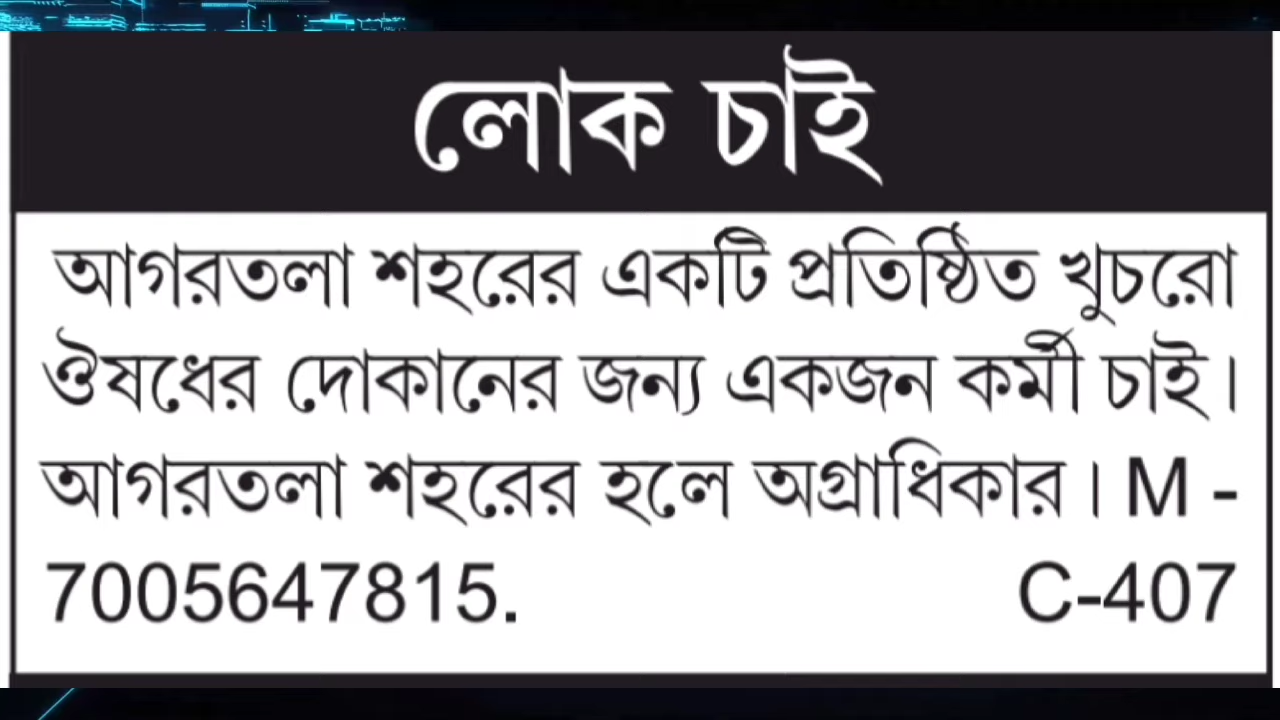 লোক চাই
আগরতলা শহরের একটি প্রতিষ্ঠিত খুচরো
ঔষধের দোকানের জন্য একজন কর্মী চাই।
আগরতলা শহরের হলে অগ্রাধিকার। M -
7005647815. C-407